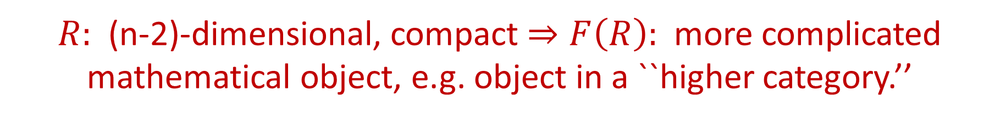 R:  (n-2)-dimensional, compact ⇒ F(R):  more complicated
mathematical object, e.g. object in a ``higher category.’’